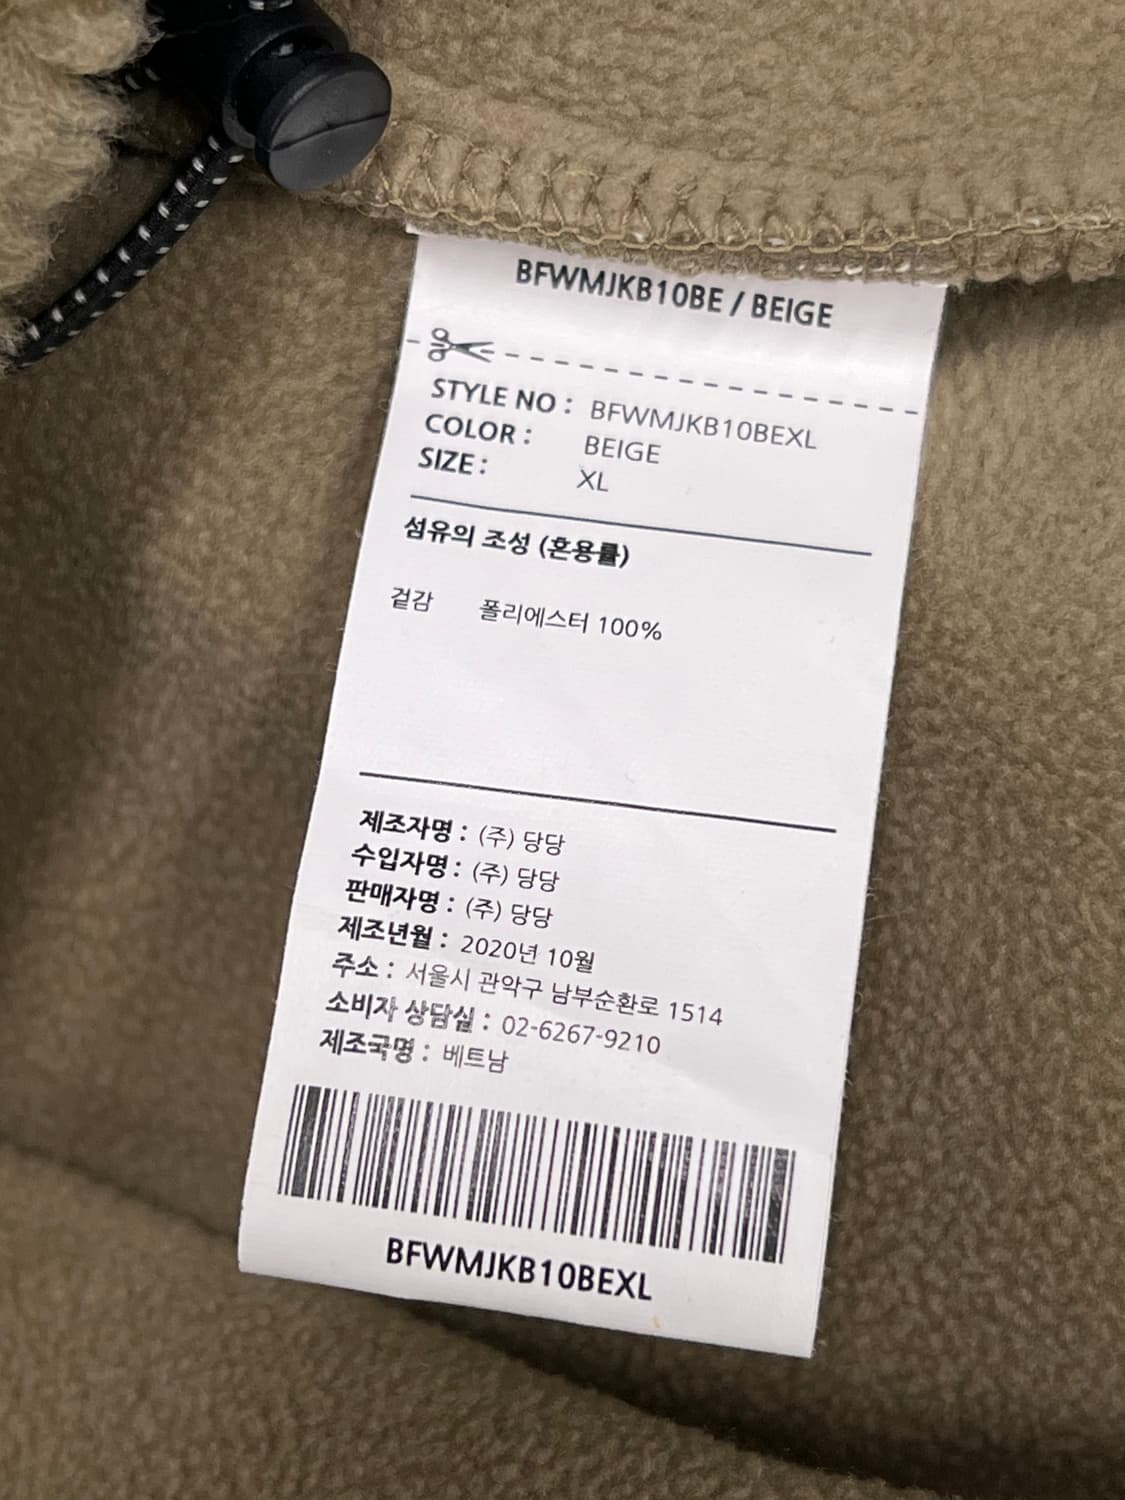 BFWMJKB10BE / BEIGE
STYLE NO : BFWMJKB10BEXL
COLOR : BEIGE
SIZE : XL
섬유의 조성 (혼용률)
겉감 폴리에스터 100%
제조자명 : (주) 당당
수입자명 : (주) 당당
판매자명 : (주) 당당
제조년월 : 2020년 10월
주소 : 서울시 관악구 남부순환로 1514
소비자 상담실 : 02-6267-9210
제조국명 : 베트남
BFWMJKB10BEXL